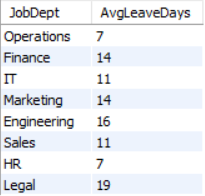 JobDept AvgLeaveDays
Operations 7
Finance 14
IT 11
Marketing 14
Engineering 16
Sales 11
HR 7
Legal 19